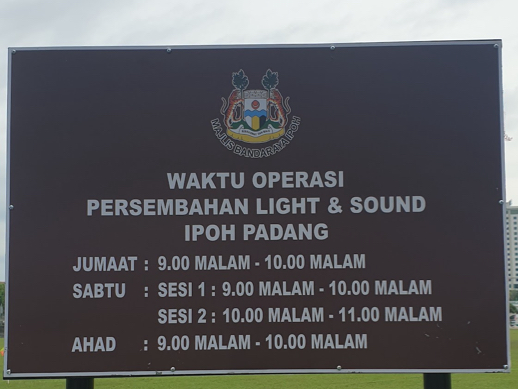 MAJLIS BANDARAYA IPOH
WAKTU OPERASI
PERSEMBAHAN LIGHT & SOUND
IPOH PADANG
JUMAAT : 9.00 MALAM - 10.00 MALAM
SABTU : SESI 1 : 9.00 MALAM - 10.00 MALAM
SESI 2 : 10.00 MALAM - 11.00 MALAM
AHAD : 9.00 MALAM - 10.00 MALAM